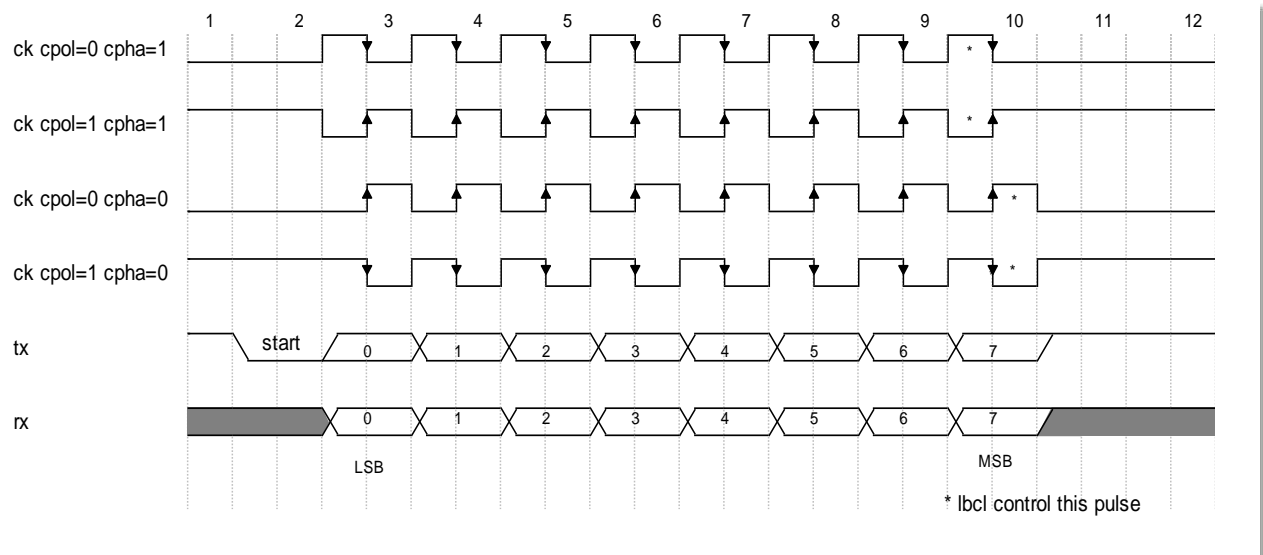 1 2 3 4 5 6 7 8 9 10 11 12
ck cpol=0 cpha=1 *
ck cpol=1 cpha=1 *
ck cpol=0 cpha=0 *
ck cpol=1 cpha=0 *
tx start 0 1 2 3 4 5 6 7
rx 0 1 2 3 4 5 6 7
LSB MSB
* lbcl control this pulse